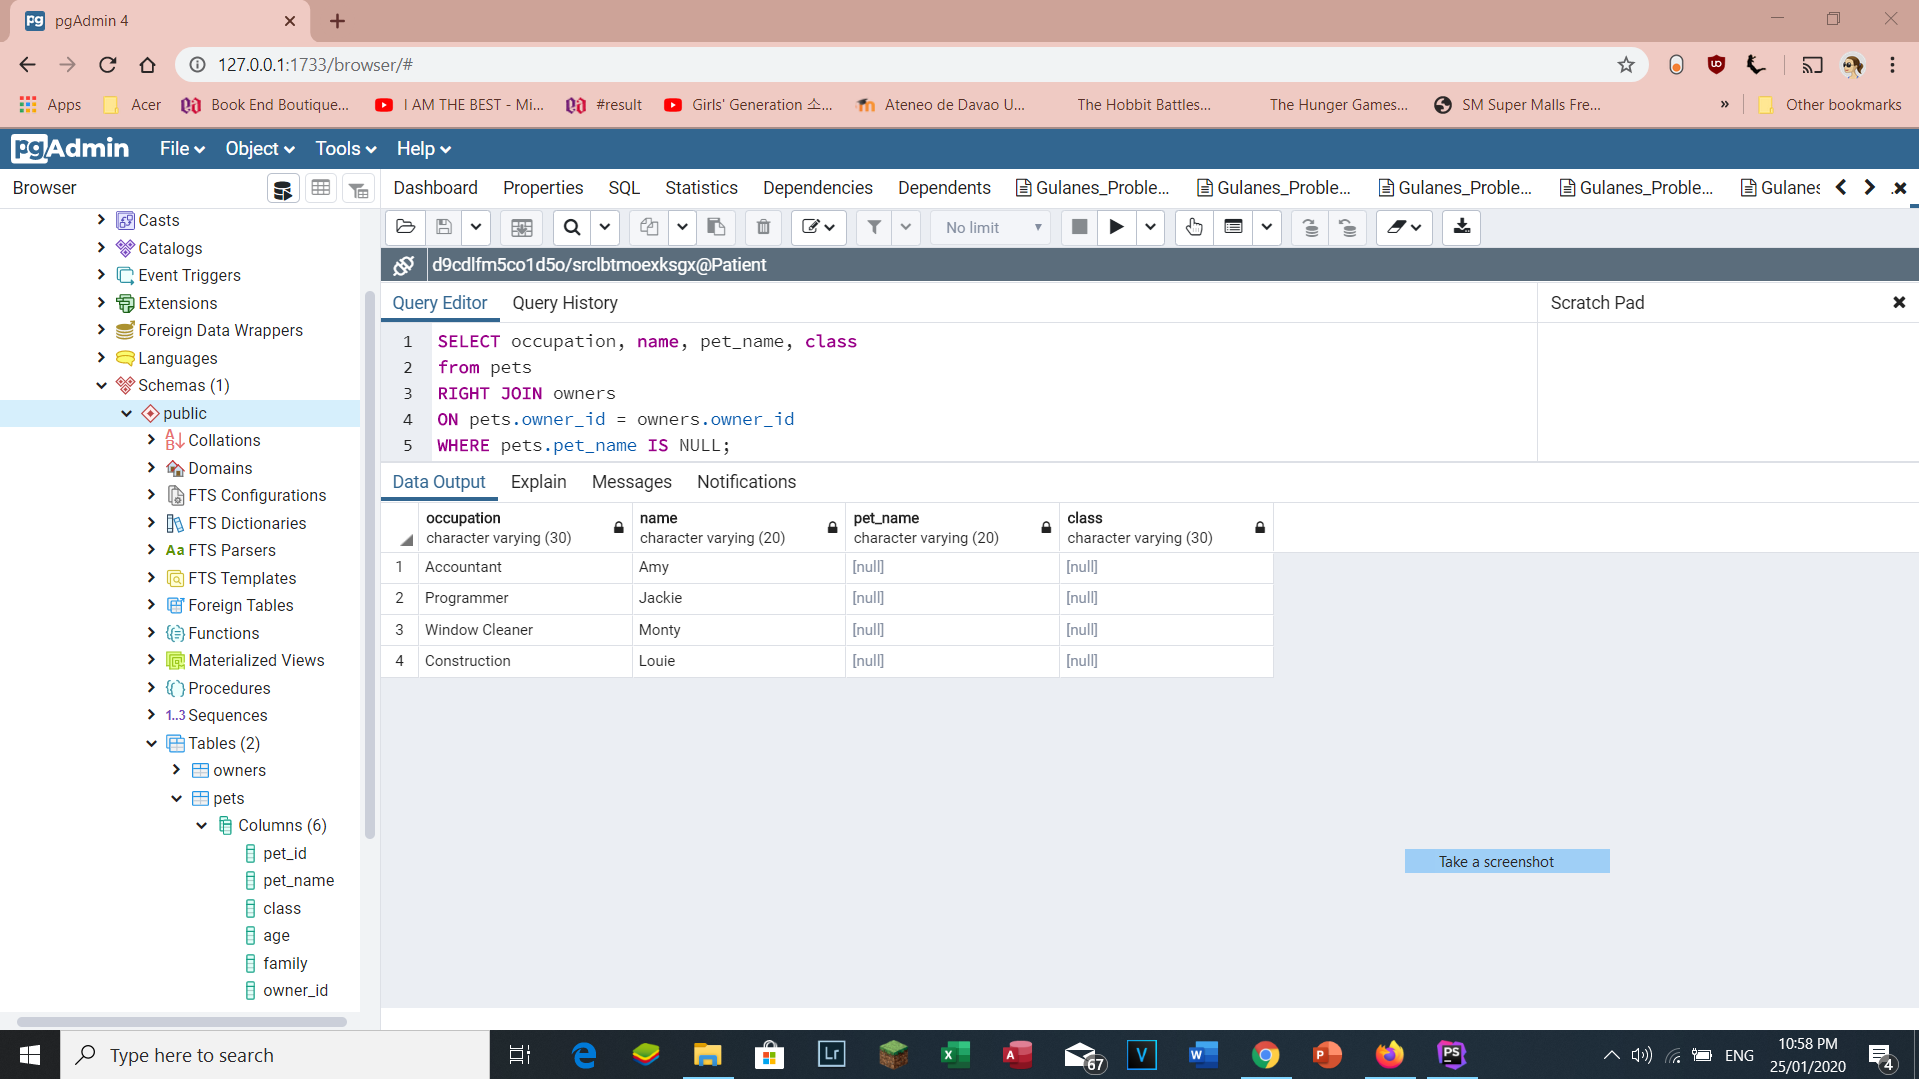 pgAdmin 4
127.0.0.1:1733/browser/#
Apps Acer Book End Boutique... I AM THE BEST - Mi... #result Girls' Generation 소... Ateneo de Davao U... The Hobbit Battles... The Hunger Games... SM Super Malls Fre... » Other bookmarks
pgAdmin File Object Tools Help
Browser
Dashboard Properties SQL Statistics Dependencies Dependents Gulanes_Proble... Gulanes_Proble... Gulanes_Proble... Gulanes_Proble... Gulanes
No limit
d9cdlfm5co1d5o/srclbtmoexksgx@Patient
Query Editor Query History
Scratch Pad
1 SELECT occupation, name, pet_name, class
2 from pets
3 RIGHT JOIN owners
4 ON pets.owner_id = owners.owner_id
5 WHERE pets.pet_name IS NULL;
Data Output Explain Messages Notifications
occupation name pet_name class
character varying (30) character varying (20) character varying (20) character varying (30)
1 Accountant Amy [null] [null]
2 Programmer Jackie [null] [null]
3 Window Cleaner Monty [null] [null]
4 Construction Louie [null] [null]
Casts
Catalogs
Event Triggers
Extensions
Foreign Data Wrappers
Languages
Schemas (1)
public
Collations
Domains
FTS Configurations
FTS Dictionaries
Aa FTS Parsers
FTS Templates
Foreign Tables
Functions
Materialized Views
Procedures
1..3 Sequences
Tables (2)
owners
pets
Columns (6)
pet_id
pet_name
class
age
family
owner_id
Take a screenshot
Type here to search
Lr
67
ENG
10:58 PM
25/01/2020
4